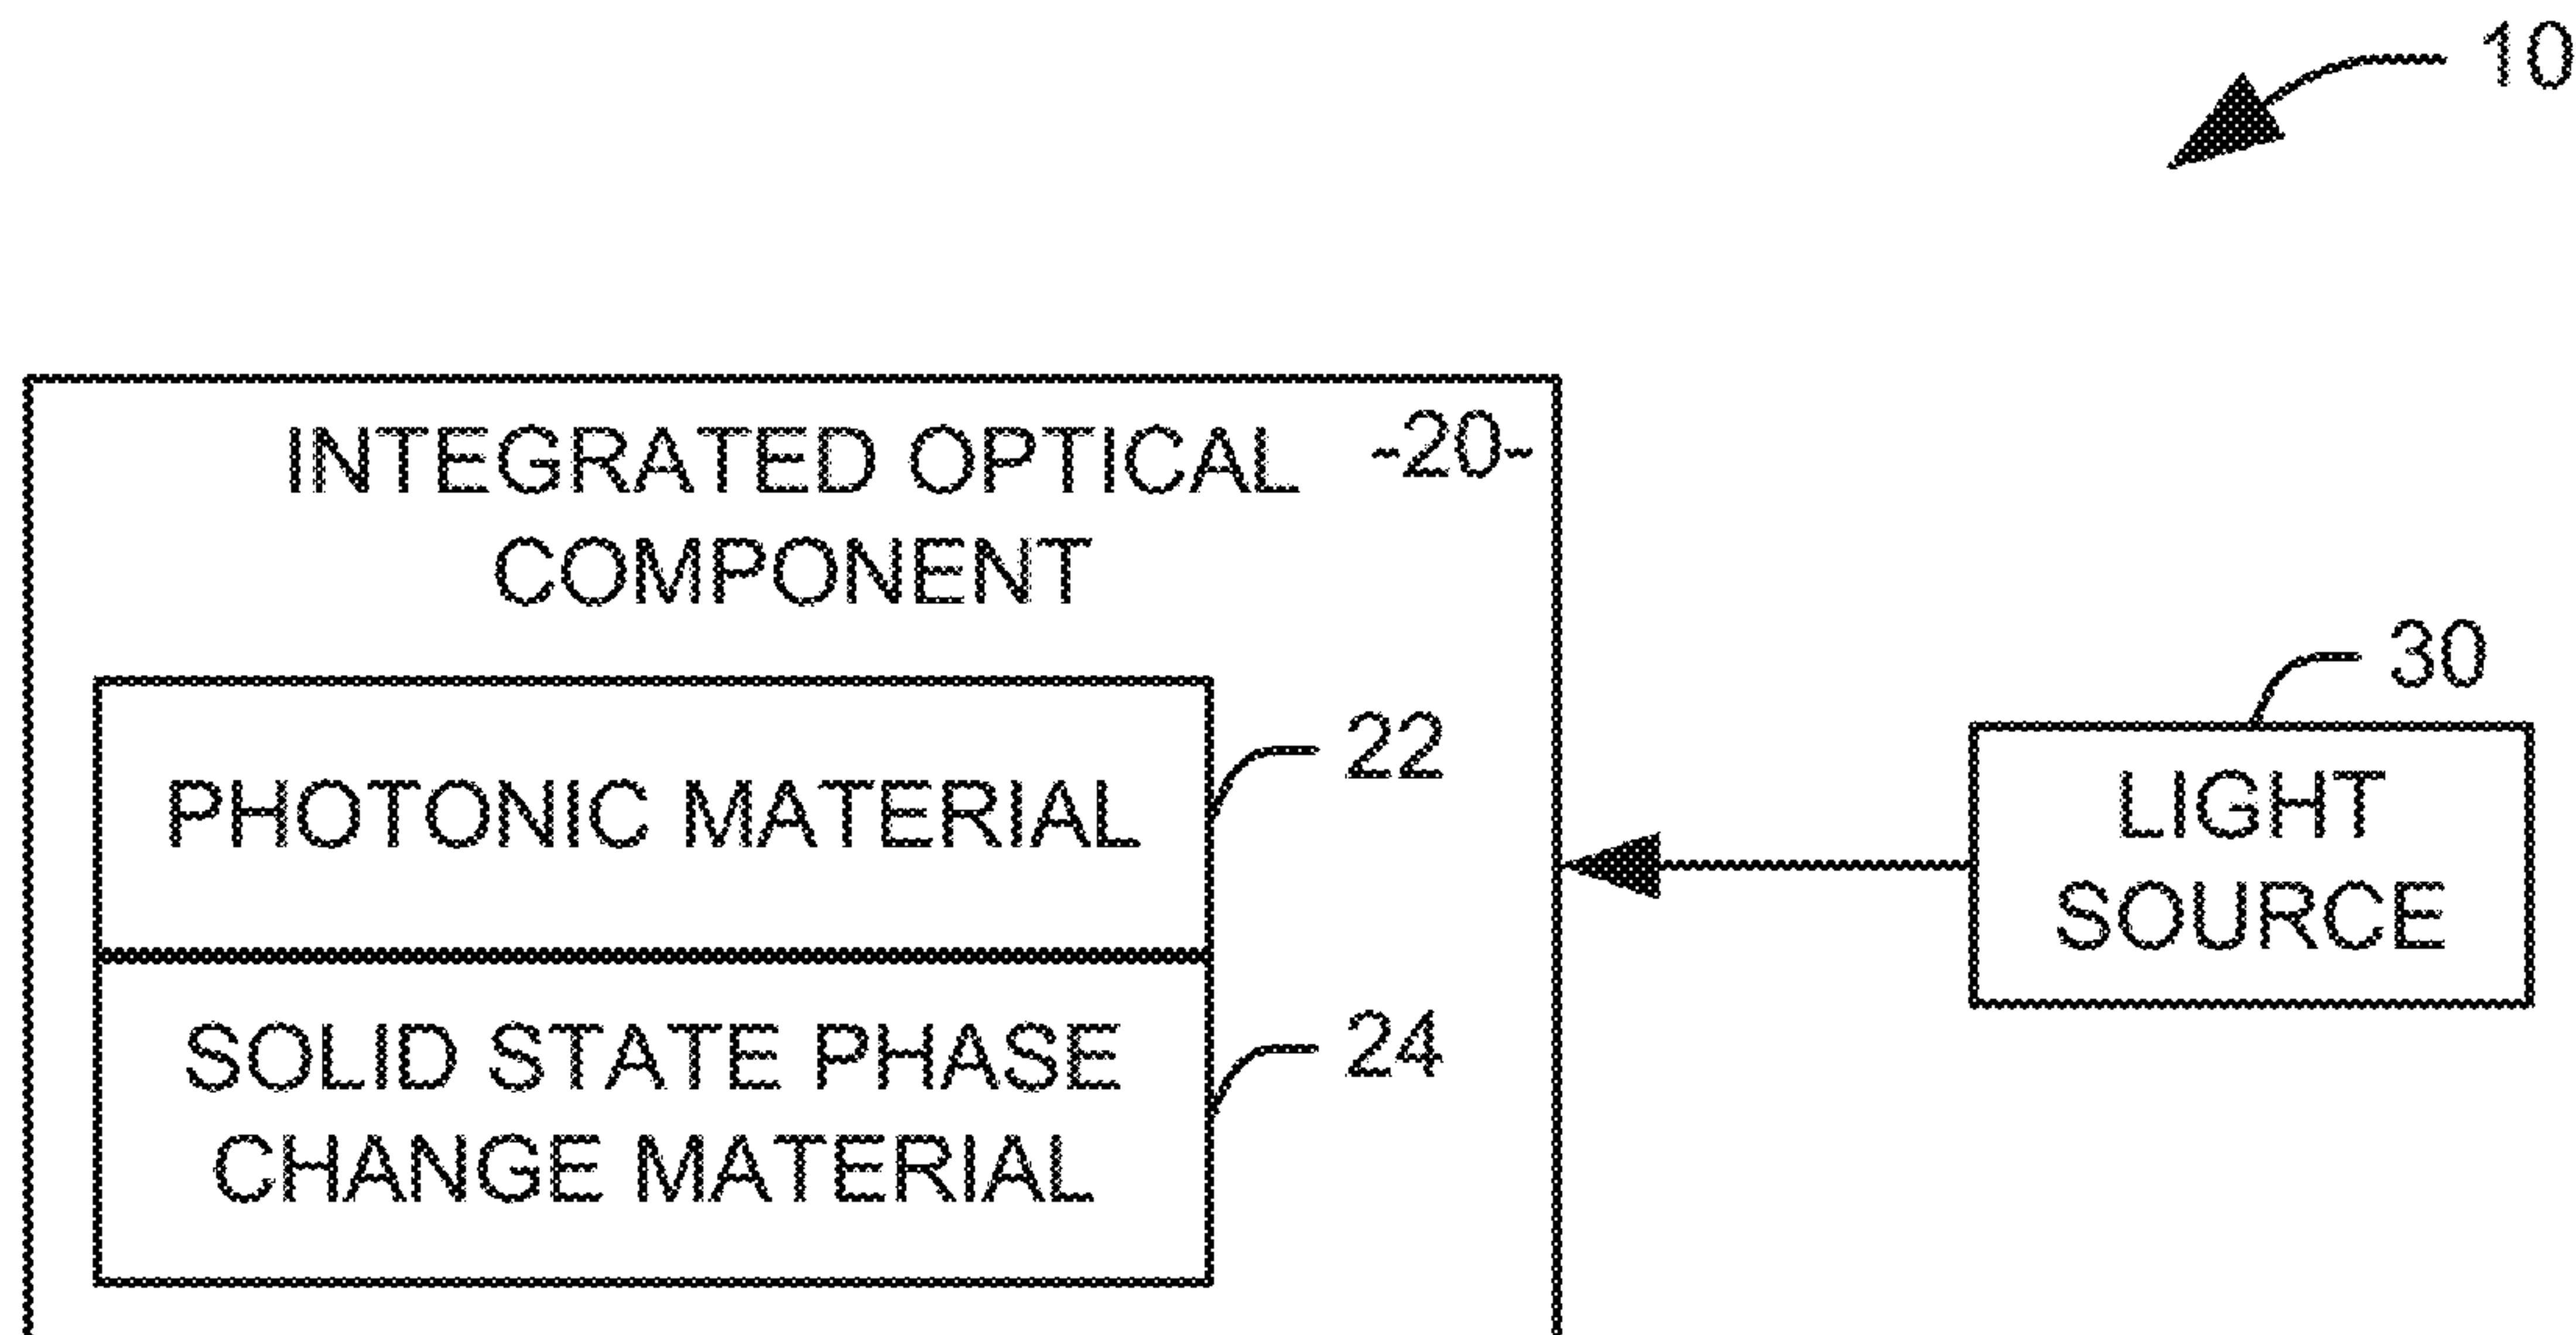 10
INTEGRATED OPTICAL -20-
COMPONENT
30
PHOTONIC MATERIAL
22
LIGHT
SOURCE
SOLID STATE PHASE
CHANGE MATERIAL
24